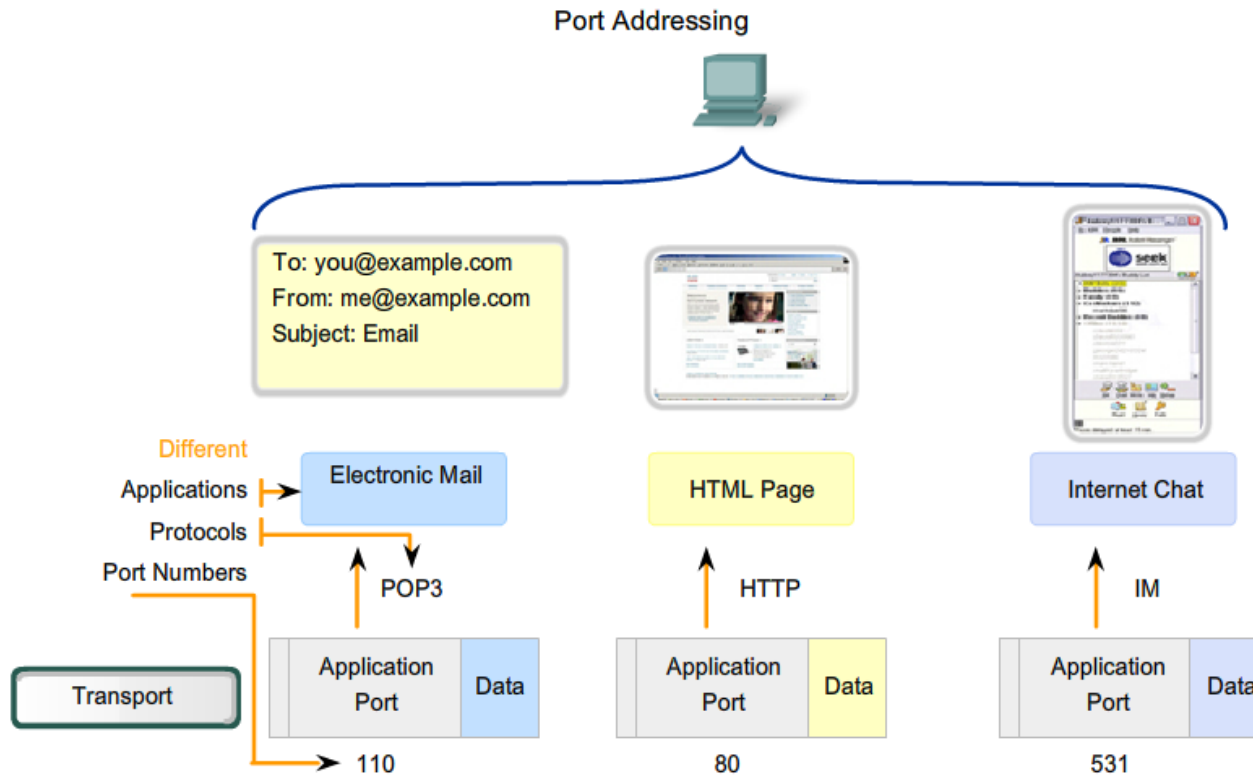 Port Addressing
To: you@example.com
From: me@example.com
Subject: Email
seek
Different
Applications
Protocols
Port Numbers
Electronic Mail
HTML Page
Internet Chat
POP3
HTTP
IM
Transport
Application
Port
Data
Application
Port
Data
Application
Port
Data
110
80
531